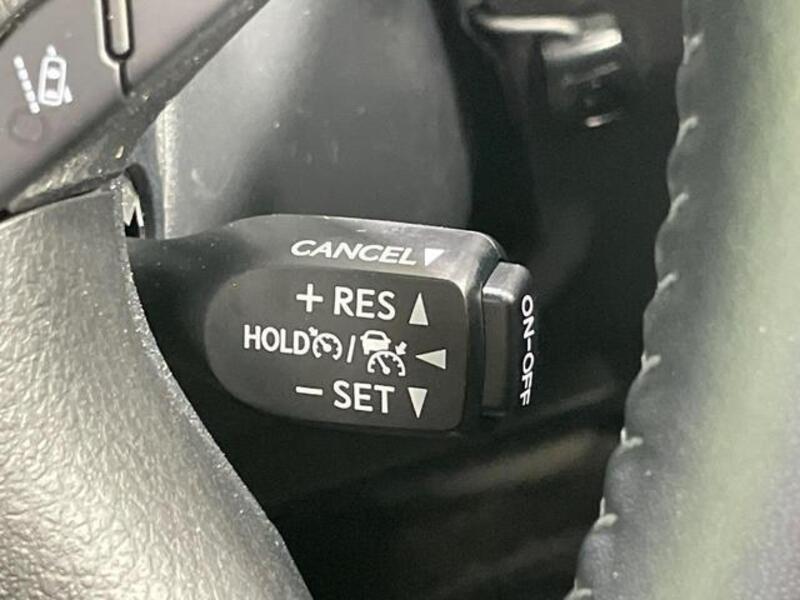 CANCEL
+ RES
HOLD /
− SET
ON-OFF